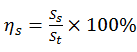 η_s = S_s / S_t × 100%